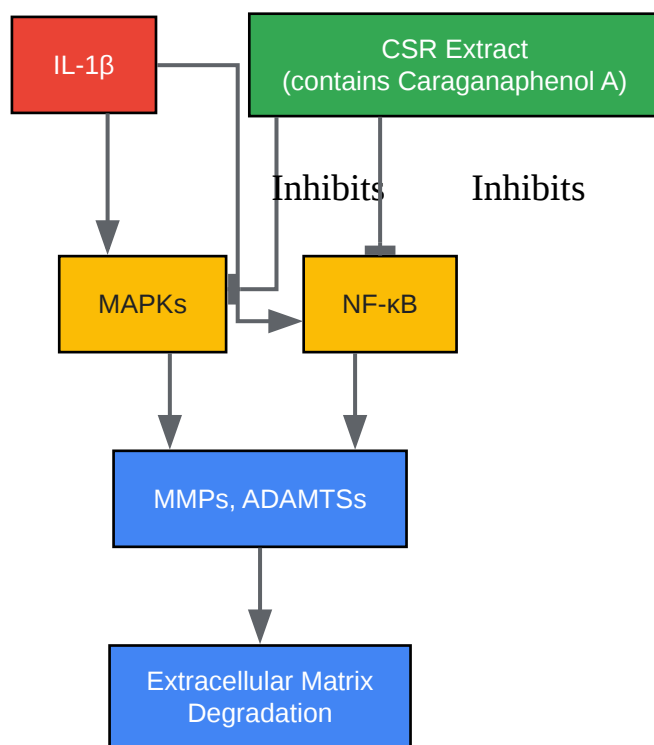 IL-1β
CSR Extract
(contains Caraganaphenol A)
Inhibits
Inhibits
MAPKs
NF-κB
MMPs, ADAMTSs
Extracellular Matrix
Degradation